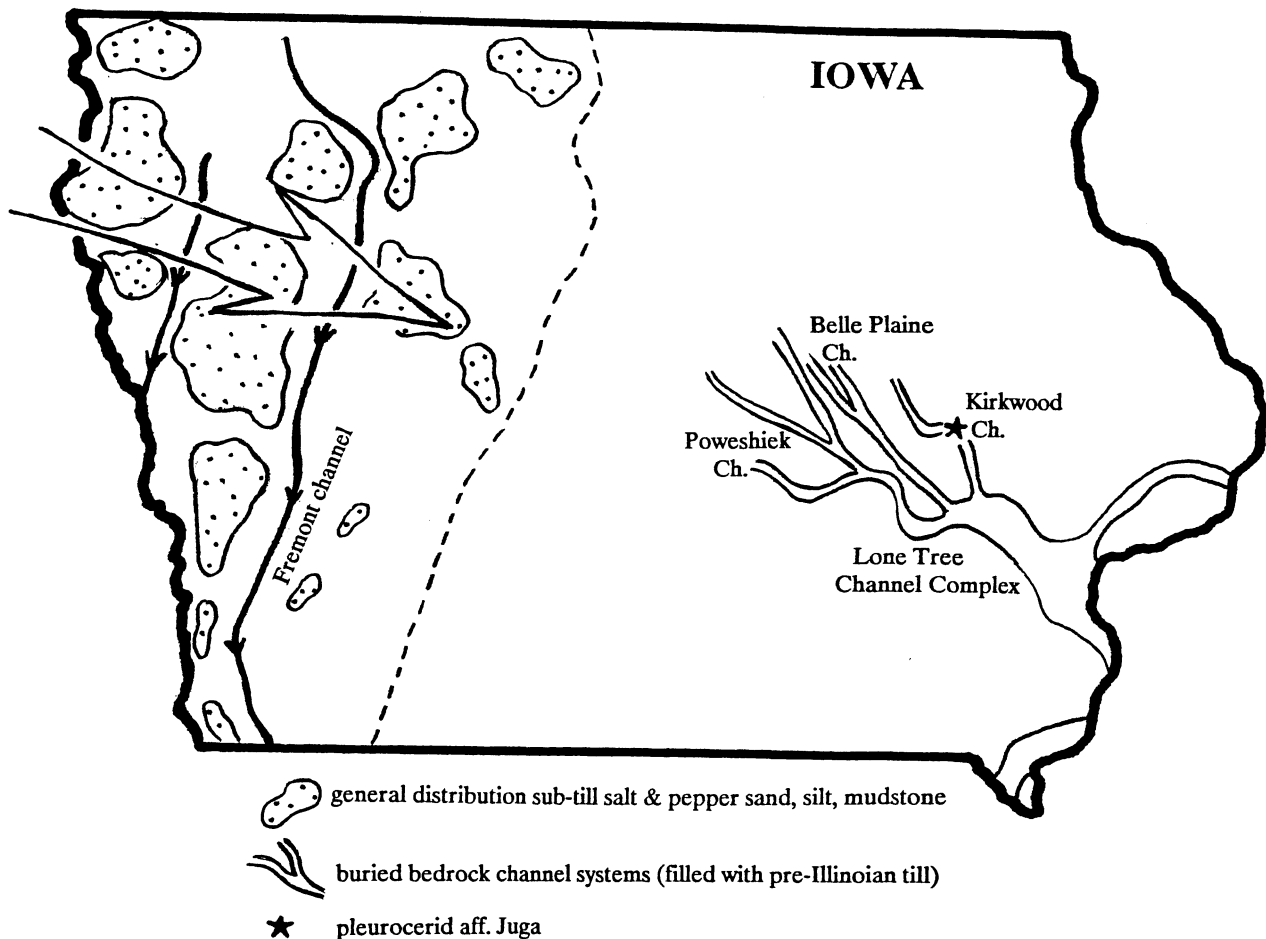 IOWA
Belle Plaine
Ch.
Kirkwood
Ch.
Poweshiek
Ch.
Fremont channel
Lone Tree
Channel Complex
general distribution sub-till salt & pepper sand, silt, mudstone
buried bedrock channel systems (filled with pre-Illinoian till)
pleurocerid aff. Juga